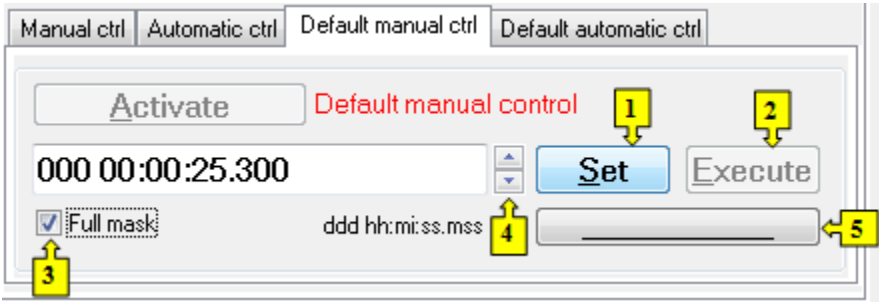 Manual ctrl Automatic ctrl Default manual ctrl Default automatic ctrl
Activate Default manual control 1 2
000 00:00:25.300 Set Execute
Full mask ddd hh:mi:ss.mss 4 5
3